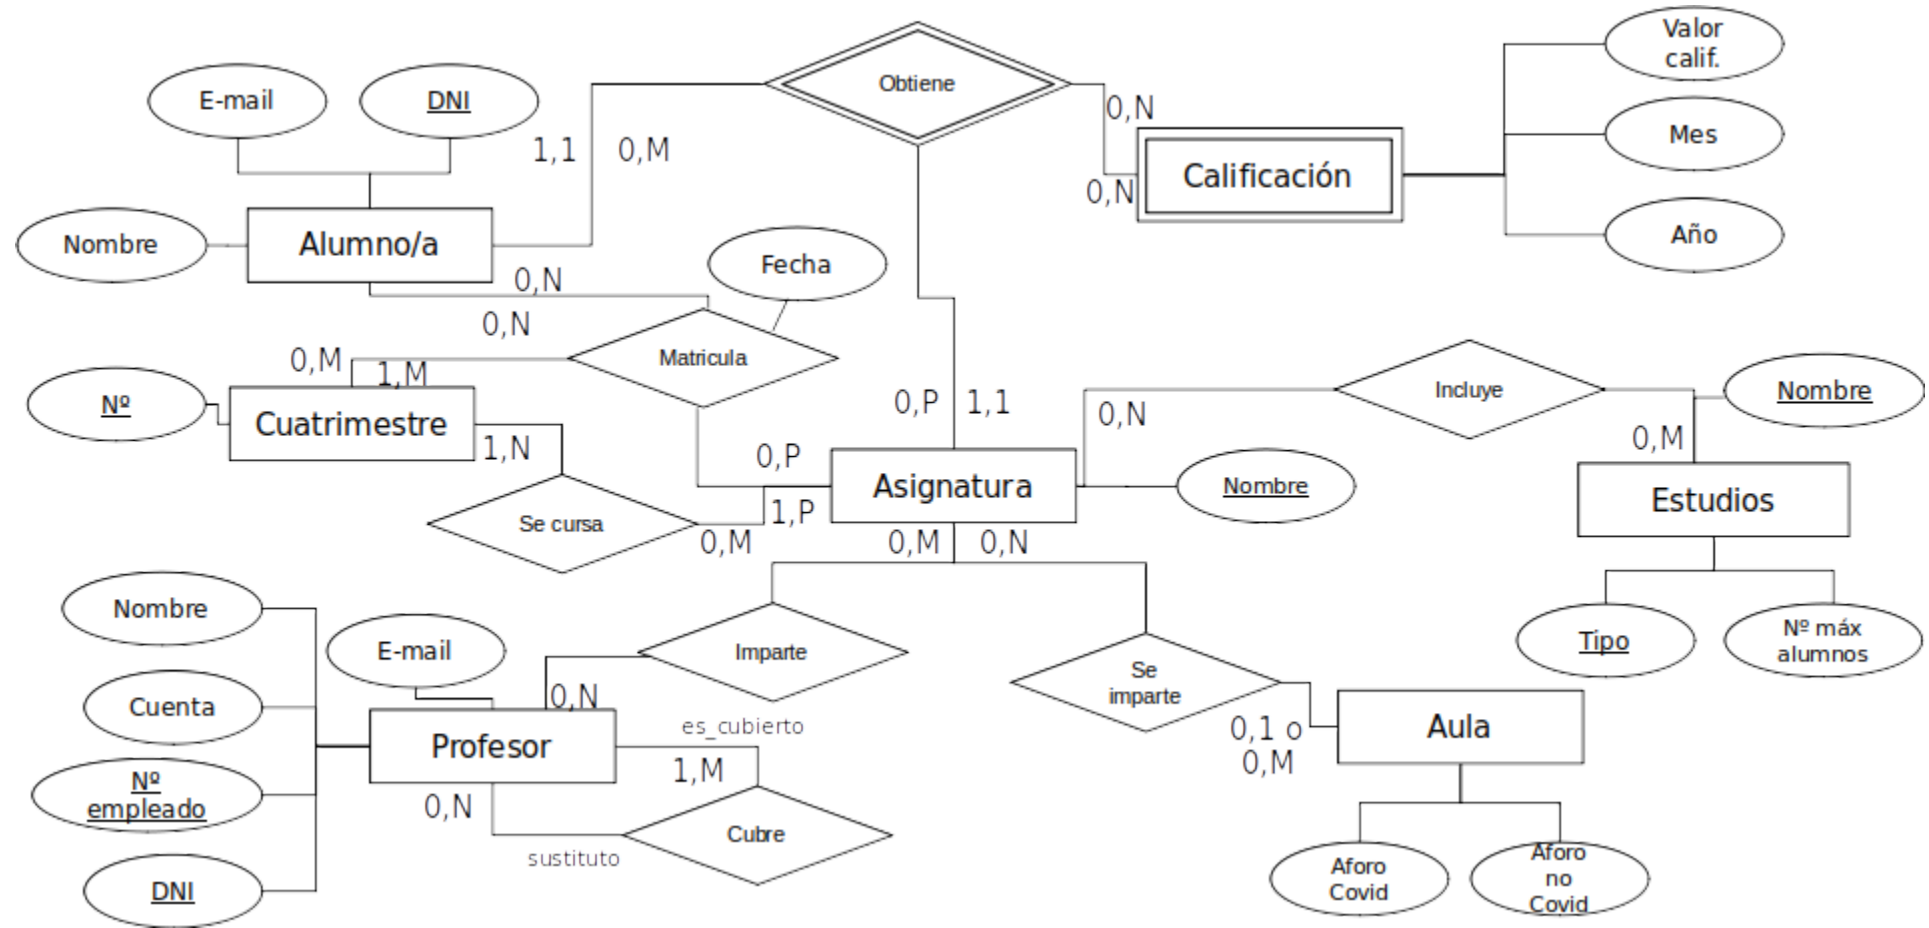 Valor
calif.
Obtiene
E-mail
DNI
0,N
Mes
1,1
0,M
Calificación
0,N
Nombre
Alumno/a
Año
Fecha
0,N
0,N
Matricula
0,M
1,M
Incluye
Nombre
Nº
0,P
1,1
0,N
Cuatrimestre
1,N
0,M
0,P
Asignatura
Nombre
Estudios
1,P
Se cursa
0,M
0,M
0,N
Nombre
E-mail
Imparte
Tipo
Nº máx
alumnos
Se
imparte
0,N
Cuenta
es_cubierto
Profesor
0,1 o
0,M
Aula
1,M
Nº
empleado
0,N
Cubre
sustituto
Aforo
Covid
Aforo
no
Covid
DNI